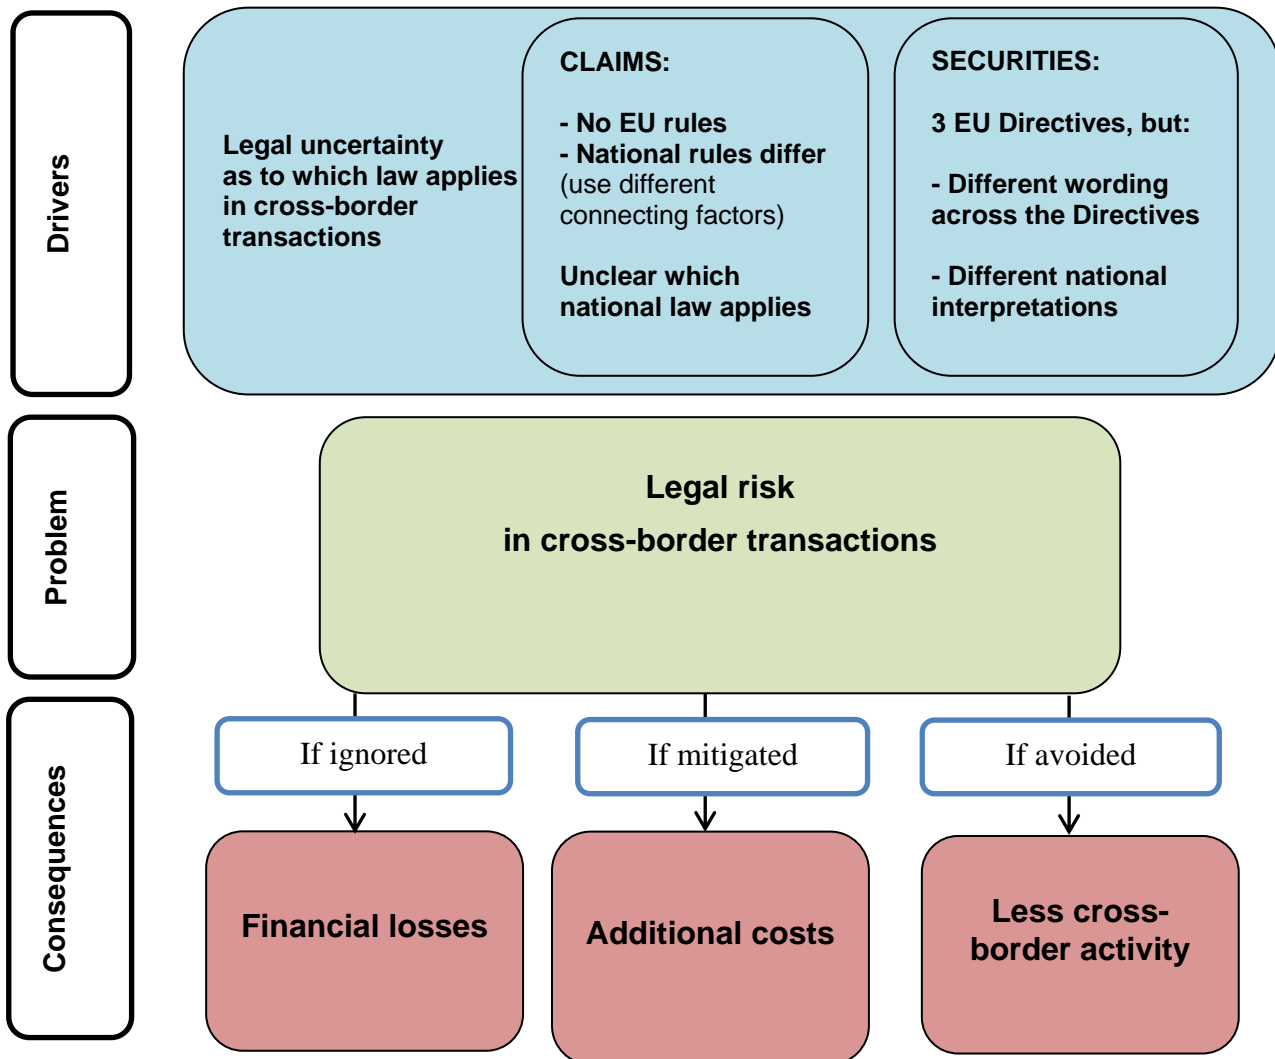 Drivers
Legal uncertainty
as to which law applies
in cross-border
transactions
CLAIMS:
- No EU rules
- National rules differ
(use different
connecting factors)
Unclear which
national law applies
SECURITIES:
3 EU Directives, but:
- Different wording
across the Directives
- Different national
interpretations
Problem
Legal risk
in cross-border transactions
Consequences
If ignored
If mitigated
If avoided
Financial losses
Additional costs
Less cross-
border activity